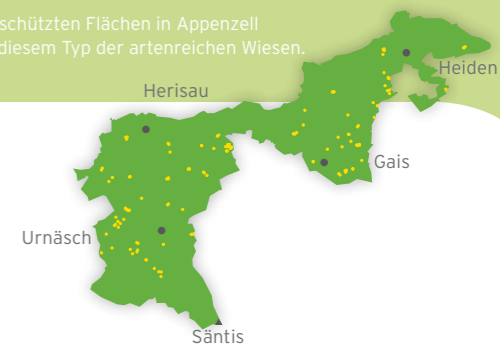 schützten Flächen in Appenzell
diesem Typ der artenreichen Wiesen.
Heiden
Herisau
Gais
Urnäsch
Säntis